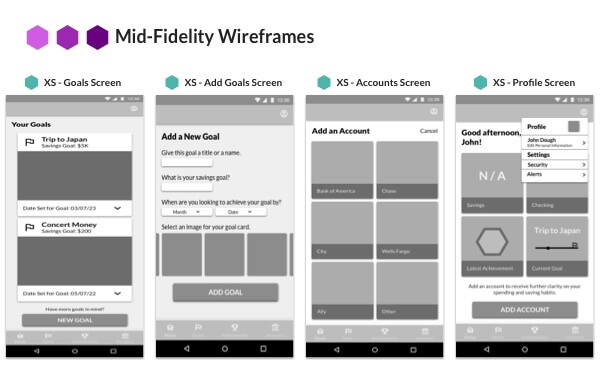 Mid-Fidelity Wireframes
XS - Goals Screen
XS - Add Goals Screen
XS - Accounts Screen
XS - Profile Screen
12:30
Your Goals
Trip to Japan
Savings Goal: $5K
Date Set for Goal: 03/07/23
Concert Money
Savings Goal: $200
Date Set for Goal: 05/07/22
Have more goals in mind?
NEW GOAL
12:30
Add a New Goal
Give this goal a title or a name.
What is your savings goal?
When are you looking to achieve your goal by?
Month
Date
Select an image for your goal card.
ADD GOAL
12:30
Add an Account
Cancel
Bank of America
Chase
City
Wells Fargo
Ally
Other
12:30
Good afternoon,
John!
Profile
John Dough
Edit Personal Information
Settings
Security
Alerts
N/A
Savings
Checking
Trip to Japan
Latest Achievement
Current Goal
Add an account to receive further clarity on your
spending and saving habits.
ADD ACCOUNT